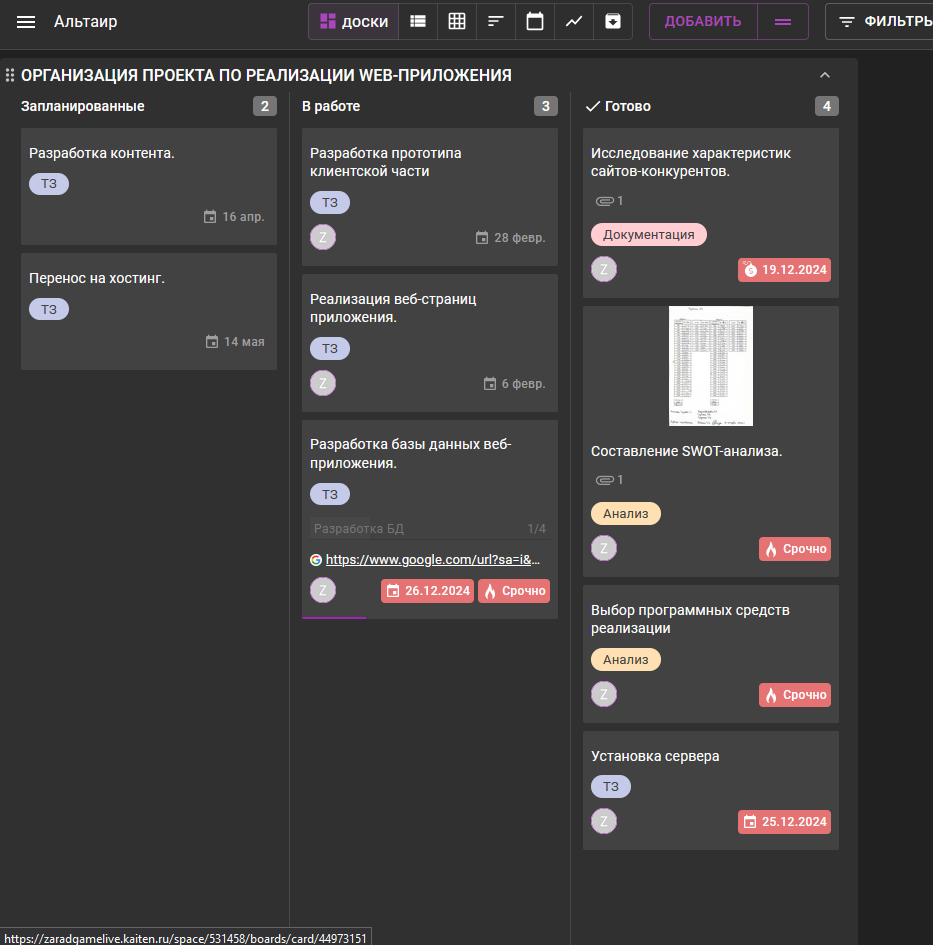 Альтаир
ДОСКИ
ДОБАВИТЬ
ФИЛЬТРЫ
ОРГАНИЗАЦИЯ ПРОЕКТА ПО РЕАЛИЗАЦИИ WEB-ПРИЛОЖЕНИЯ
Запланированные 2
Разработка контента.
ТЗ
16 апр.
Перенос на хостинг.
ТЗ
14 мая
В работе 3
Разработка прототипа
клиентской части
ТЗ
Z
28 февр.
Реализация веб-страниц
приложения.
ТЗ
Z
6 февр.
Разработка базы данных веб-
приложения.
ТЗ
Разработка БД 1/4
https://www.google.com/url?sa=i&...
Z
26.12.2024
Срочно
Готово 4
Исследование характеристик
сайтов-конкурентов.
1
Документация
Z
19.12.2024
Составление SWOT-анализа.
1
Анализ
Z
Срочно
Выбор программных средств
реализации
Анализ
Z
Срочно
Установка сервера
ТЗ
Z
25.12.2024
https://zaradgamelive.kaiten.ru/space/531458/boards/card/44973151